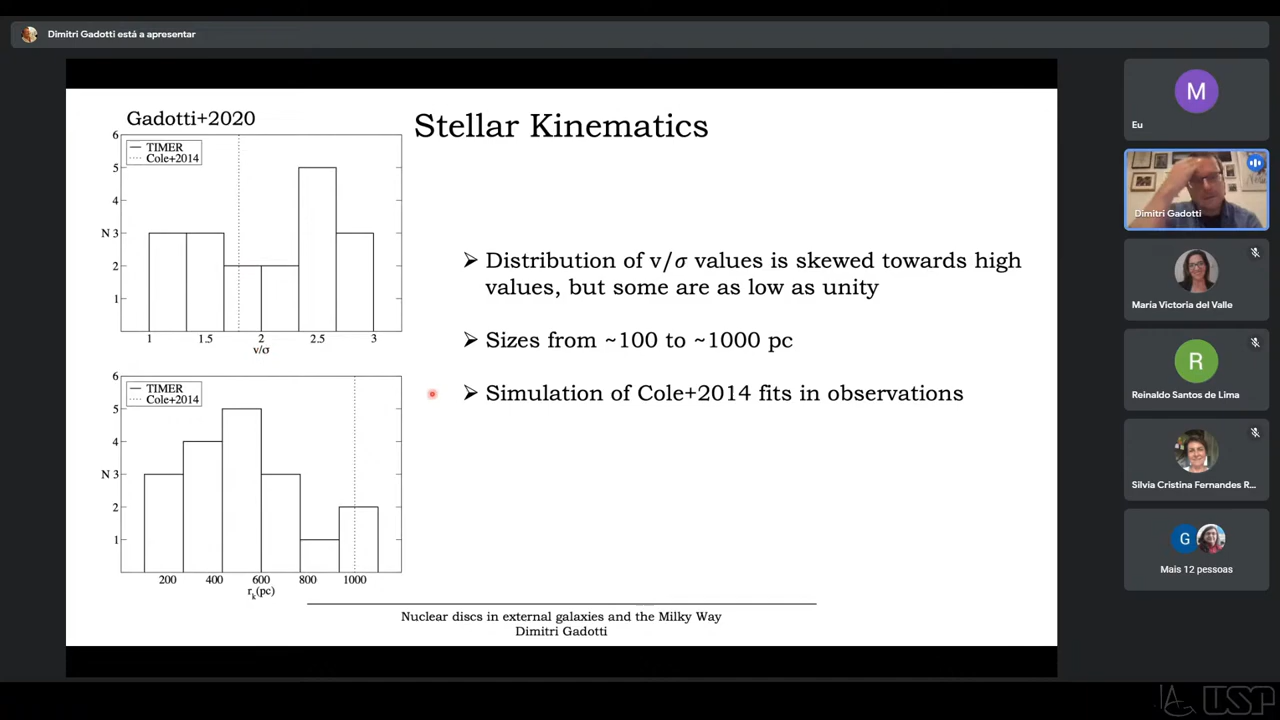 Dimitri Gadotti está a apresentar
Gadotti+2020
Stellar Kinematics
6
TIMER
Cole+2014
5
4
N 3
2
1
1 1.5 2 2.5 3
v/σ
➢ Distribution of v/σ values is skewed towards high
values, but some are as low as unity
➢ Sizes from ~100 to ~1000 pc
➢ Simulation of Cole+2014 fits in observations
6
TIMER
Cole+2014
5
4
N 3
2
1
200 400 600 800 1000
rk(pc)
Nuclear discs in external galaxies and the Milky Way
Dimitri Gadotti
M
Eu
Dimitri Gadotti
María Victoria del Valle
R
Reinaldo Santos de Lima
Silvia Cristina Fernandes R...
G
Mais 12 pessoas
USP